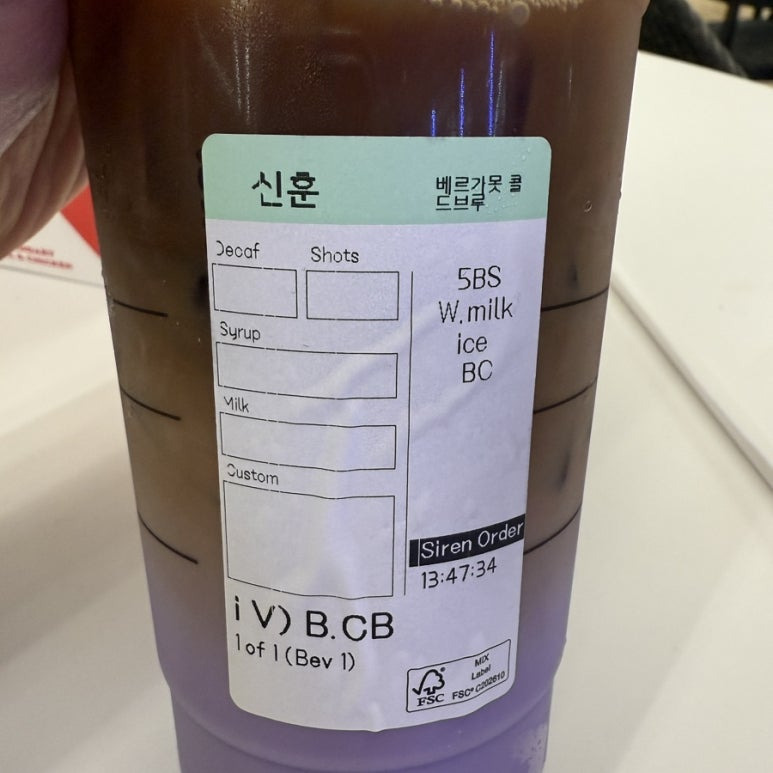 신훈
베르가못 콜
드브루
Decaf Shots
Syrup
Milk
Custom
5BS
W.milk
ice
BC
Siren Order
13:47:34
i V) B.CB
1 of 1 (Bev 1)
FSC
MIX
Label
FSC® C202610